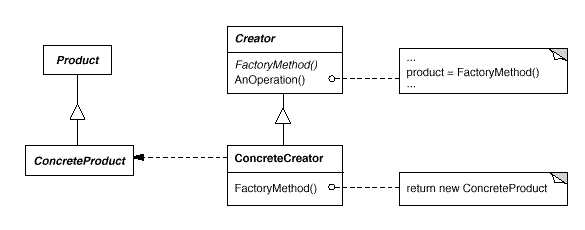 Product
ConcreteProduct
Creator
FactoryMethod()
AnOperation()
...
product = FactoryMethod()
...
ConcreteCreator
FactoryMethod()
return new ConcreteProduct